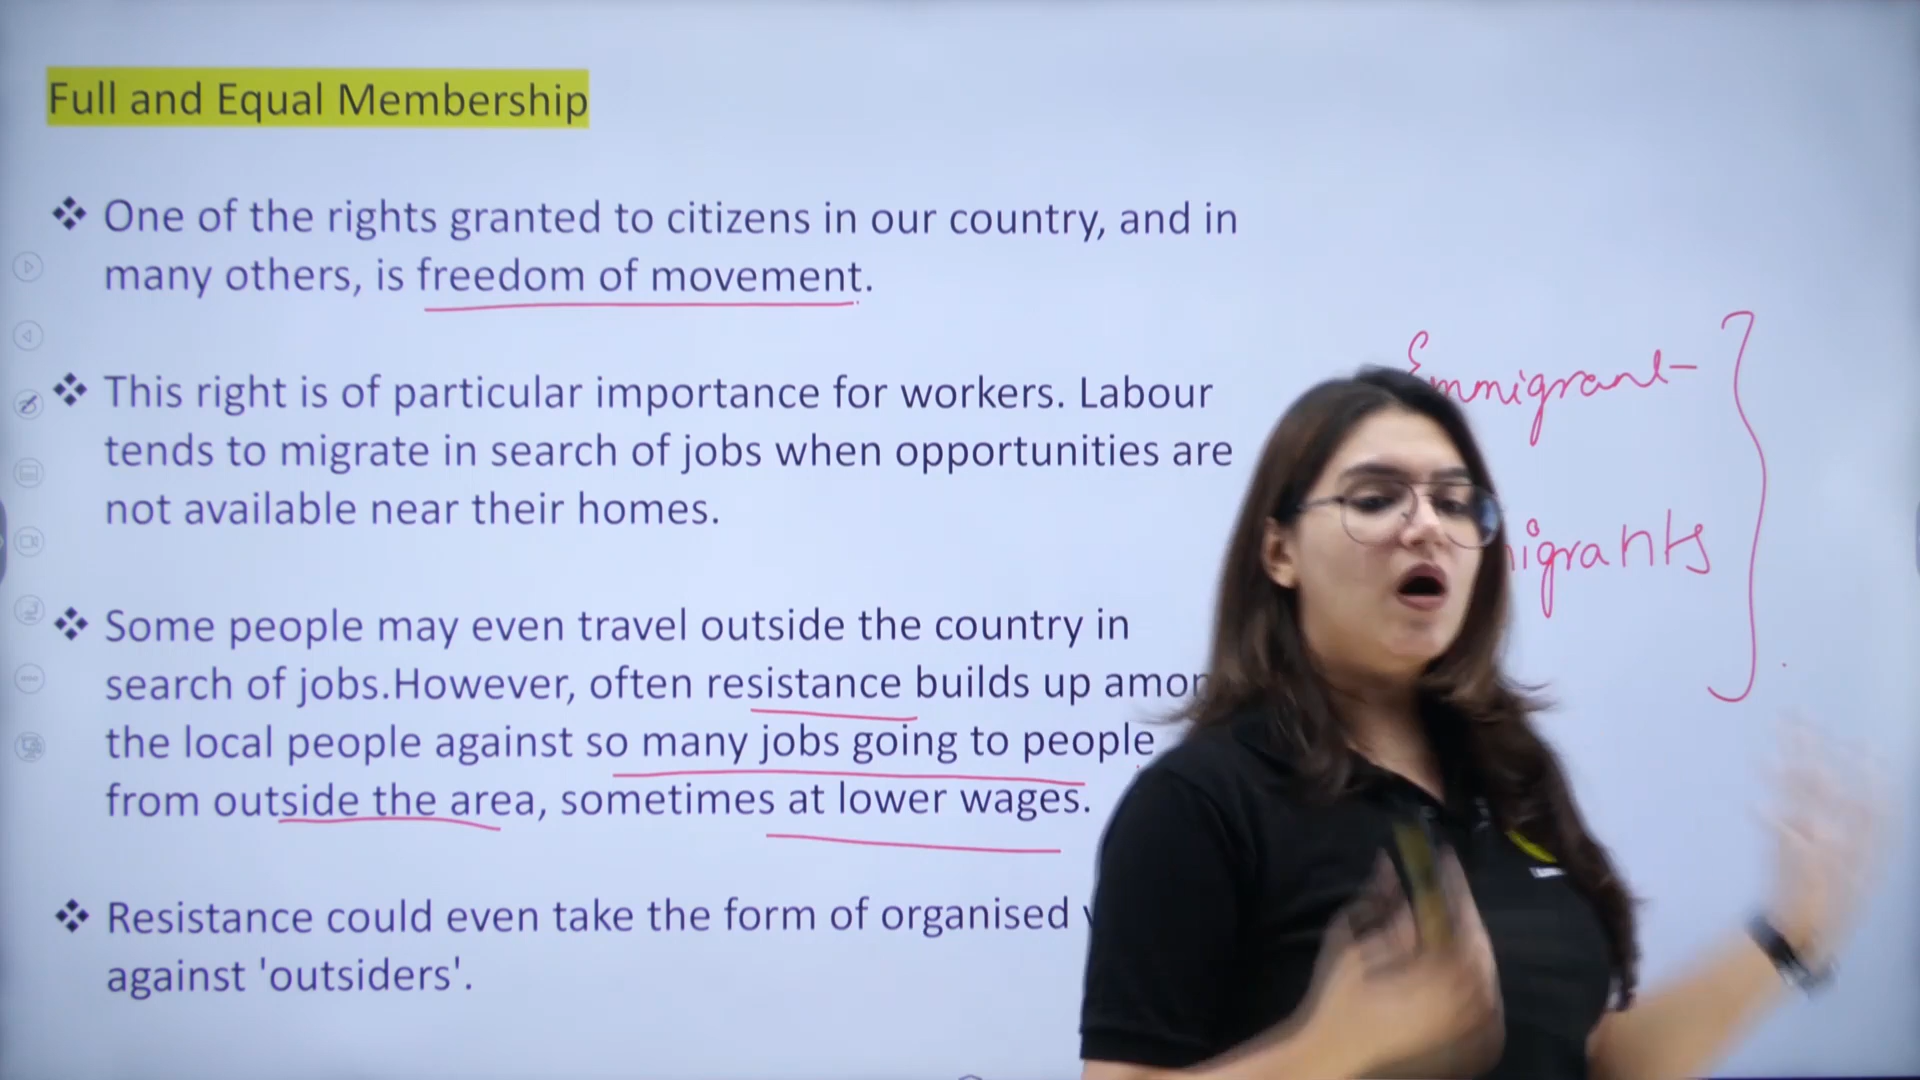 Full and Equal Membership
One of the rights granted to citizens in our country, and in
many others, is freedom of movement.
This right is of particular importance for workers. Labour
tends to migrate in search of jobs when opportunities are
not available near their homes.
Some people may even travel outside the country in
search of jobs.However, often resistance builds up
the local people against so many jobs going to people
from outside the area, sometimes at lower wages.
Resistance could even take the form of organised
against 'outsiders'.